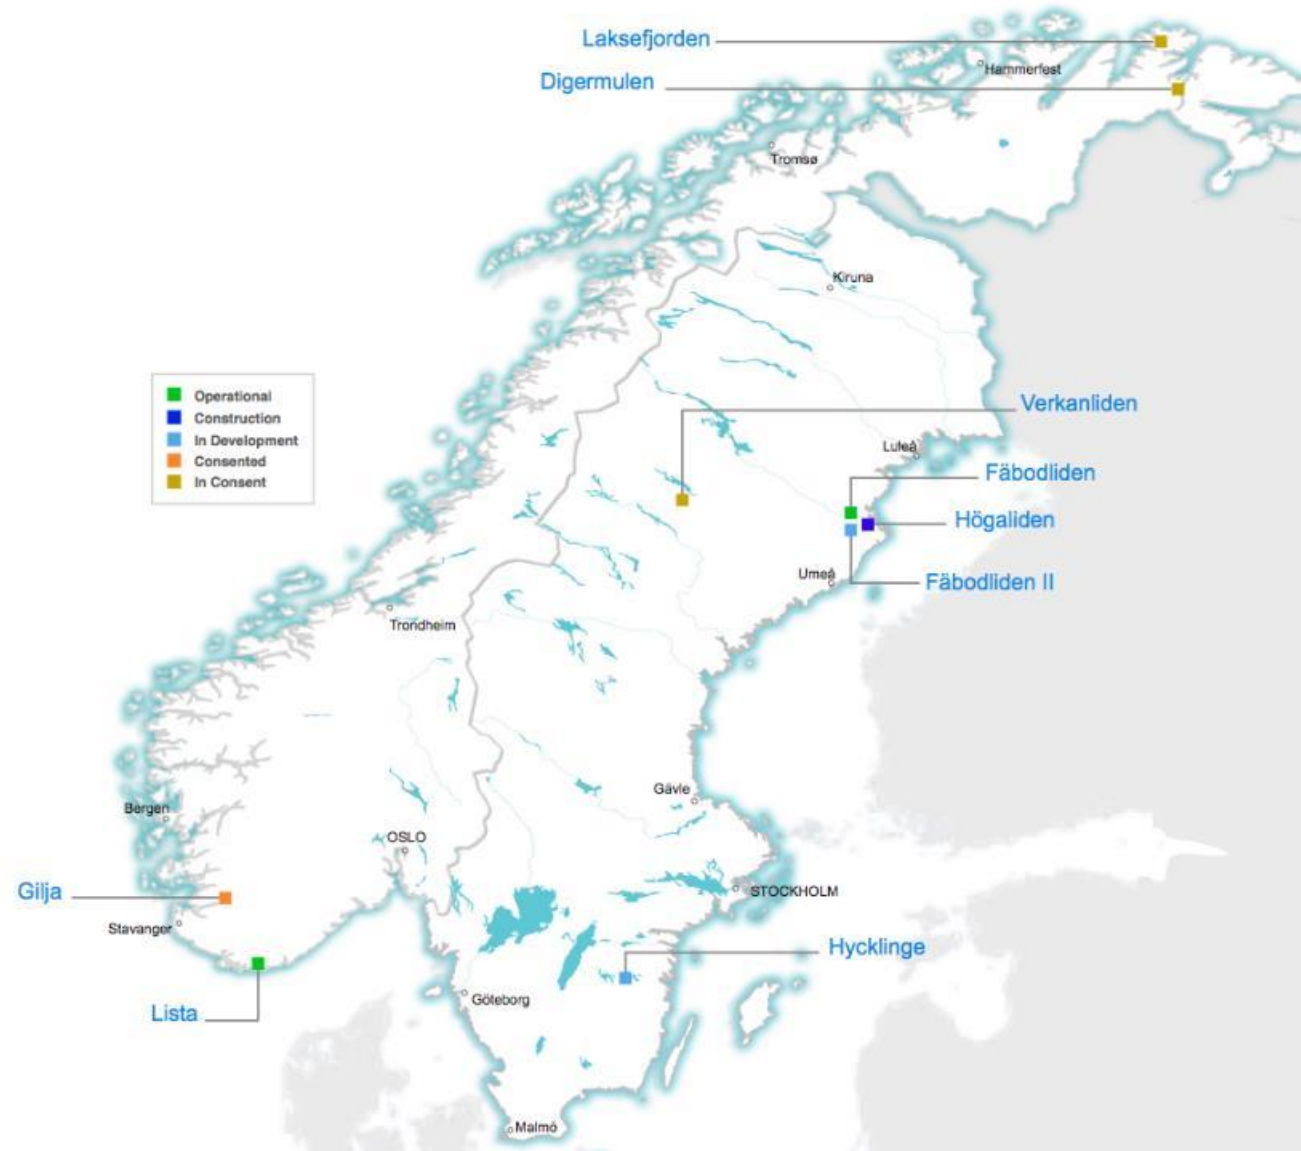 Laksefjorden
Hammerfest
Digermulen
Tromsø
Kiruna
Operational
Construction
In Development
Consented
In Consent
Verkanliden
Luleå
Fäbodliden
Högaliden
Umeå
Fäbodliden II
Trondheim
Gävle
Bergen
OSLO
Gilja
STOCKHOLM
Stavanger
Hycklinge
Göteborg
Lista
Malmö